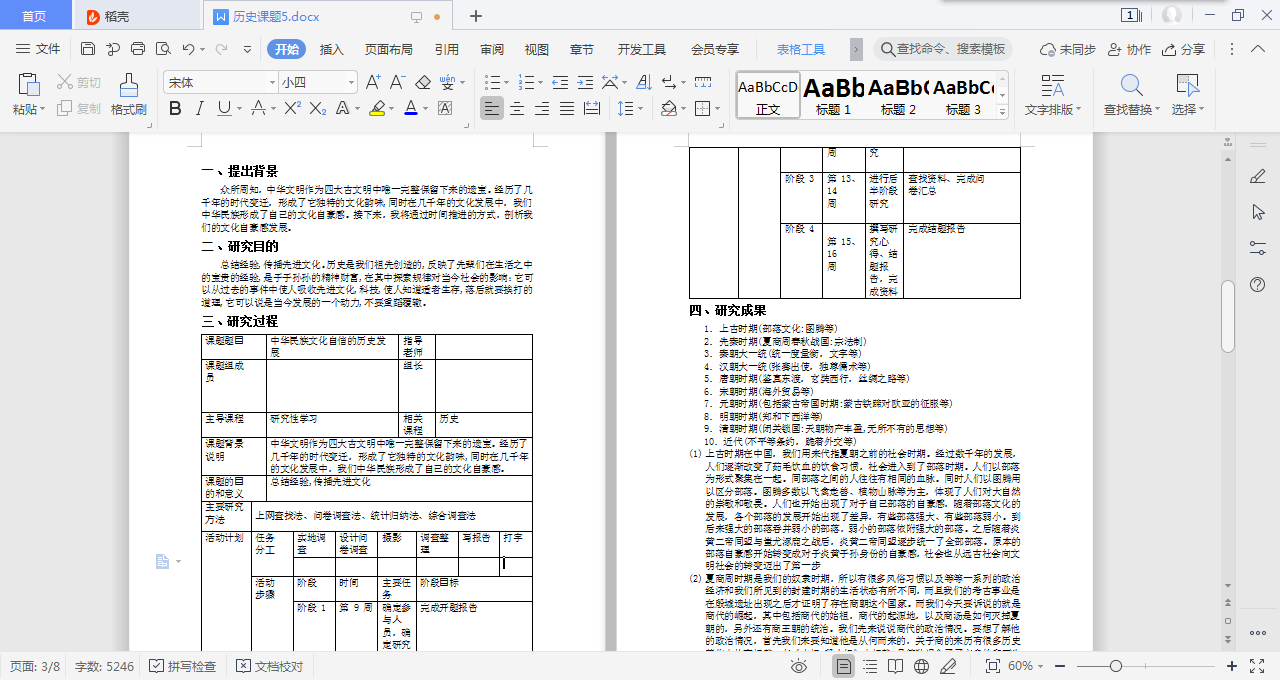 首页
稻壳
历史课题5.docx
文件
开始
插入
页面布局
引用
审阅
视图
章节
开发工具
会员专享
表格工具
查找命令、搜索模板
未同步
协作
分享
粘贴
剪切
复制
格式刷
宋体
小四
AaBbCcD
正文
AaBb
标题 1
AaBb(
标题 2
AaBbC
标题 3
文字排版
查找替换
选择
一、提出背景
众所周知，中华文明作为四大古文明中唯一完整保留下来的遗宝。经历了几
千年的时代变迁，形成了它独特的文化韵味,同时在几千年的文化发展中，我们
中华民族形成了自己的文化自豪感。接下来，我将通过时间推进的方式，剖析我
们的文化自豪感发展。
二、研究目的
总结经验,传播先进文化。历史是我们祖先创造的,反映了先辈们在生活之中
的宝贵的经验,是子子孙孙的精神财富,在其中探索规律对当今社会的影响;它可
以从过去的事件中使人吸收先进文化,科技,使人知道适者生存,落后就要挨打的
道理,它可以说是当今发展的一个动力,不要重蹈覆辙。
三、研究过程
课题题目
中华民族文化自信的历史发
展
指导
老师
课题组成
员
组长
主导课程
研究性学习
相关
课程
历史
课题背景
说明
中华文明作为四大古文明中唯一完整保留下来的遗宝。经历了
几千年的时代变迁，形成了它独特的文化韵味,同时在几千年
的文化发展中，我们中华民族形成了自己的文化自豪感。
课题的目
的和意义
总结经验,传播先进文化
主要研究
方法
上网查找法、问卷调查法、统计归纳法、综合调查法
活动计划
任务
分工
实地调
查
设计问
卷调查
摄影
调查整
理
写报告
打字
活动
步骤
阶段
时间
主要任
务
阶段目标
阶段 1
第 9 周
确定参
与人
员，确
定研究
完成开题报告
周
究
阶段 3
第 13、
14
周
进行后
半阶段
研究
查找资料、完成问
卷汇总
阶段 4
第 15、
16
周
撰写研
究心
得、结
题报
告，完
成资料
完成结题报告
四、研究成果
1. 上古时期(部落文化:图腾等)
2. 先秦时期(夏商周春秋战国:宗法制)
3. 秦朝大一统(统一度量衡，文字等)
4. 汉朝大一统(张骞出使，独尊儒术等)
5. 唐朝时期(鉴真东渡，玄奘西行，丝绸之路等)
6. 宋朝时期(海外贸易等)
7. 元朝时期(包括蒙古帝国时期:蒙古铁蹄对欧亚的征服等)
8. 明朝时期(郑和下西洋等)
9. 清朝时期(闭关锁国:天朝物产丰盈,无所不有的思想等)
10. 近代(不平等条约，跪着外交等)
(1) 上古时期在中国，我们用来代指夏朝之前的社会时期。经过数千年的发展，
人们逐渐改变了茹毛饮血的饮食习惯，社会进入到了部落时期。人们以部落
为形式聚集在一起。同部落之间的人往往有相同的血脉。同时人们以图腾用
以区分部落。图腾多数以飞禽走兽、植物山脉等为主，体现了人们对大自然
的崇敬和敬畏。人们也开始出现了对于自己部落的自豪感，随着部落文化的
发展，各个部落的发展开始出现了差异，有些部落强大、有些部落弱小。到
后来强大的部落吞并弱小的部落，弱小的部落依附强大的部落。之后随着炎
黄二帝同盟与蚩尤涿鹿之战后，炎黄二帝同盟逐步统一了全部部落。原本的
部落自豪感开始转变成对于炎黄子孙身份的自豪感，社会也从远古社会向文
明社会的转变迈出了第一步
(2) 夏商周时期是我们的奴隶时期，所以有很多风俗习惯以及等等一系列的政治
经济和我们所见到的封建时期的生活状态有所不同，而且我们的考古事业是
在殷墟遗址出现之后才证明了存在商朝这个国家。而我们今天要诉说的就是
商代的崛起，其中包括商代的始祖，商代的起源地，以及商汤是如何灭掉夏
朝的，另外还有商王朝的统治。我们先来说说商代的政治情况。要想了解他
的政治情况，首先我们来要知道他是从何而来的，关于商的来历有很多历史
页面: 3/8
字数: 5246
拼写检查
文档校对
60%